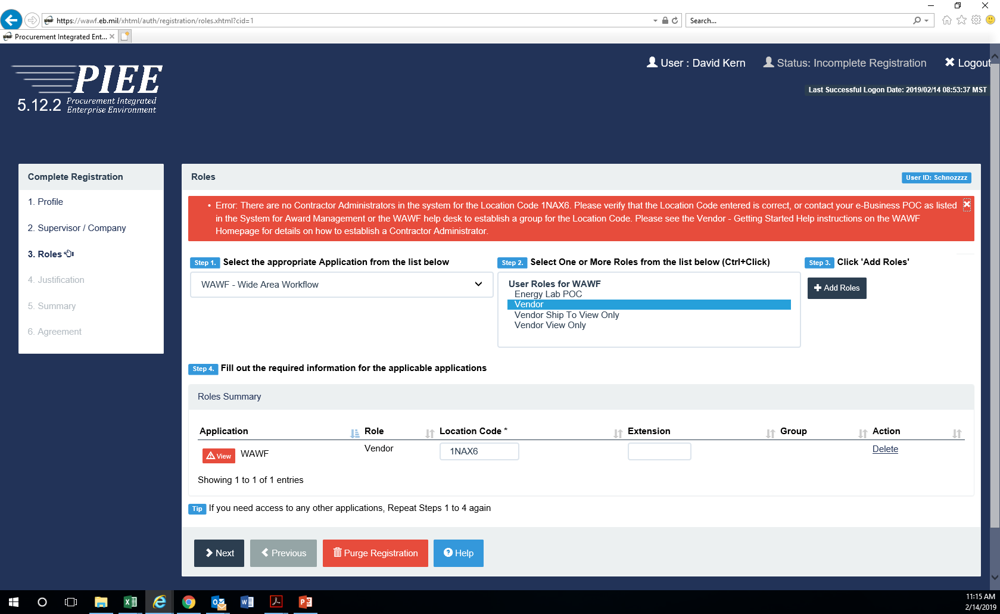 https://wawf.eb.mil/xhtml/auth/registration/roles.xhtml?cid=1
Search...
Procurement Integrated Ent...
PIEE
5.12.2
Procurement Integrated
Enterprise Environment
User : David Kern
Status: Incomplete Registration
Logout
Last Successful Logon Date: 2019/02/14 08:53:37 MST
Complete Registration
1. Profile
2. Supervisor / Company
3. Roles
4. Justification
5. Summary
6. Agreement
Roles
User ID: Schnozzzz
• Error: There are no Contractor Administrators in the system for the Location Code 1NAX6. Please verify that the Location Code entered is correct, or contact your e-Business POC as listed
in the System for Award Management or the WAWF help desk to establish a group for the Location Code. Please see the Vendor - Getting Started Help instructions on the WAWF
Homepage for details on how to establish a Contractor Administrator.
Step 1. Select the appropriate Application from the list below
WAWF - Wide Area Workflow
Step 2. Select One or More Roles from the list below (Ctrl+Click)
User Roles for WAWF
Energy Lab POC
Vendor
Vendor Ship To View Only
Vendor View Only
Step 3. Click 'Add Roles'
Add Roles
Step 4. Fill out the required information for the applicable applications
Roles Summary
Application Role Location Code * Extension Group Action
View WAWF Vendor 1NAX6 Delete
Showing 1 to 1 of 1 entries
Tip If you need access to any other applications, Repeat Steps 1 to 4 again
Next Previous Purge Registration Help
11:15 AM
2/14/2019